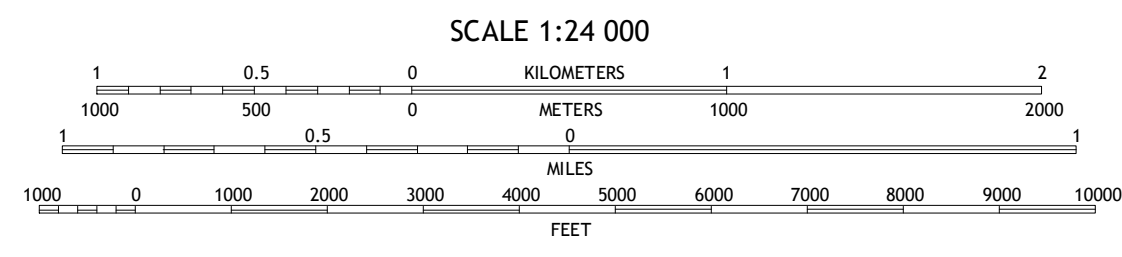 SCALE 1:24 000
1 0.5 0 KILOMETERS 1 2
1000 500 0 METERS 1000 2000
1 0.5 0 1
MILES
1000 0 1000 2000 3000 4000 5000 6000 7000 8000 9000 10000
FEET